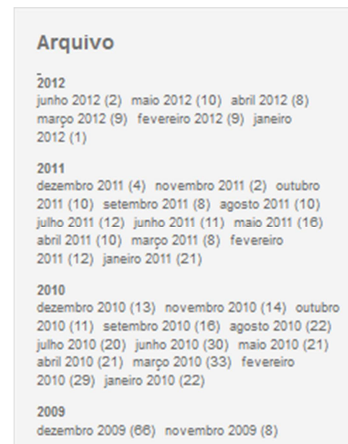 Arquivo
2012
junho 2012 (2) maio 2012 (10) abril 2012 (8)
março 2012 (9) fevereiro 2012 (9) janeiro
2012 (1)
2011
dezembro 2011 (4) novembro 2011 (2) outubro
2011 (10) setembro 2011 (8) agosto 2011 (10)
julho 2011 (12) junho 2011 (11) maio 2011 (16)
abril 2011 (10) março 2011 (8) fevereiro
2011 (12) janeiro 2011 (21)
2010
dezembro 2010 (13) novembro 2010 (14) outubro
2010 (11) setembro 2010 (16) agosto 2010 (22)
julho 2010 (20) junho 2010 (30) maio 2010 (21)
abril 2010 (21) março 2010 (33) fevereiro
2010 (29) janeiro 2010 (22)
2009
dezembro 2009 (66) novembro 2009 (8)